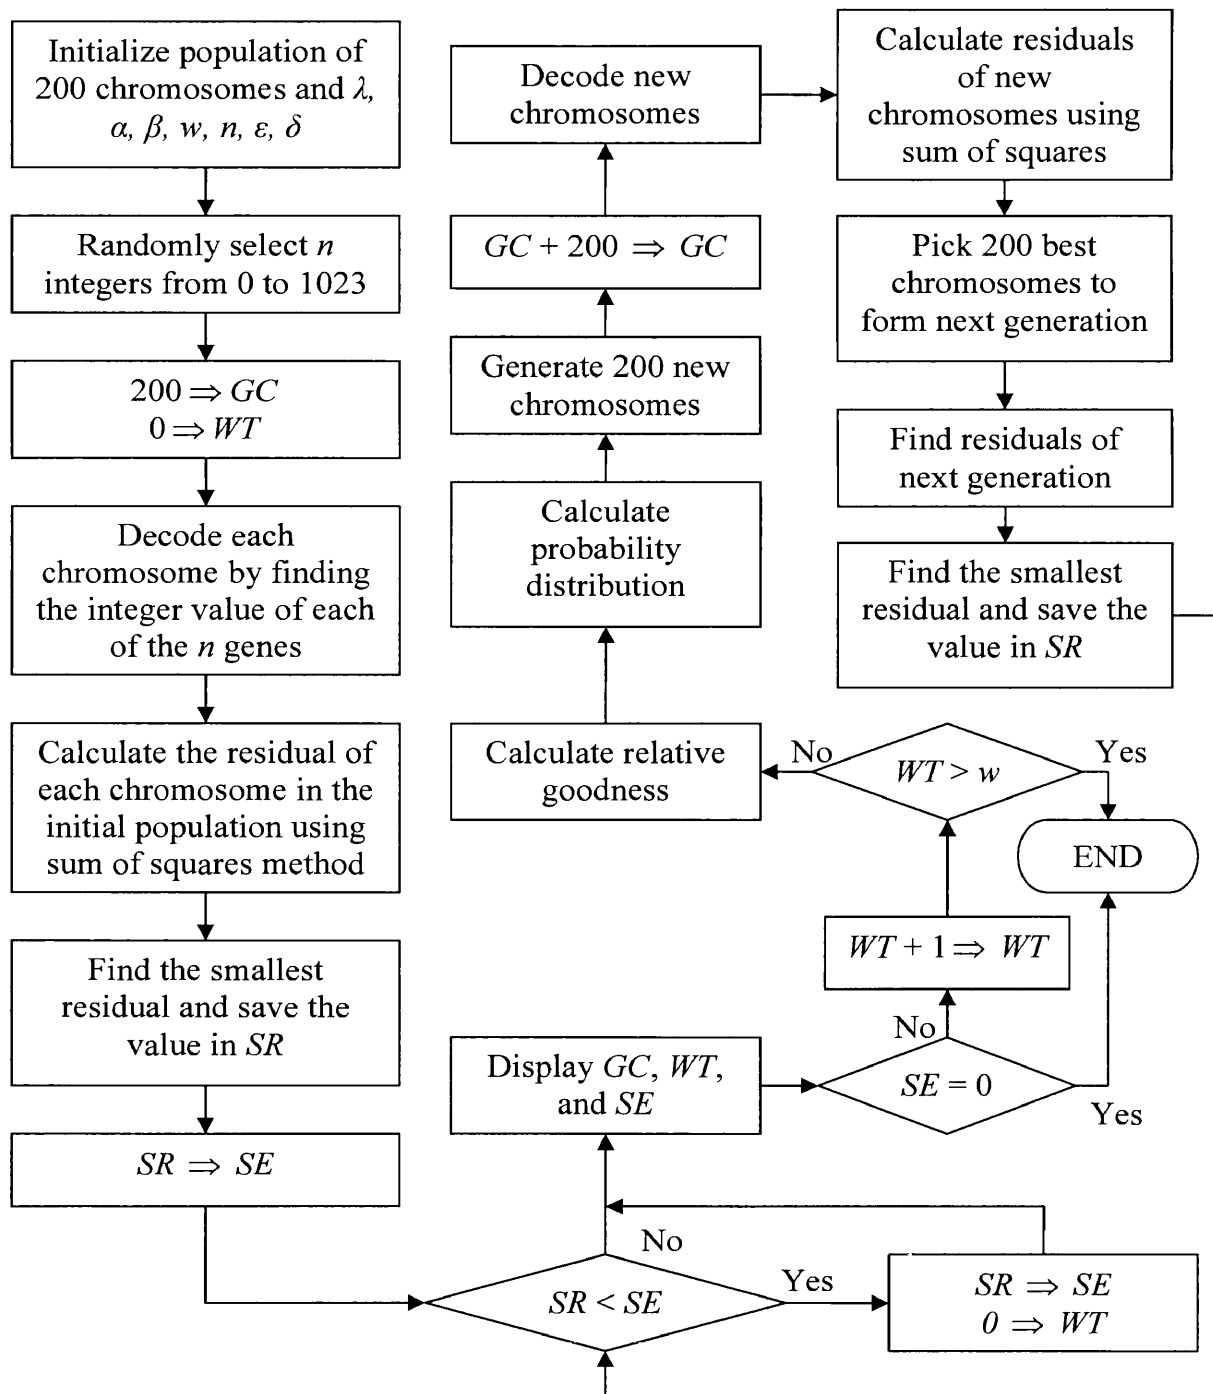 Initialize population of
200 chromosomes and λ,
α, β, w, n, ε, δ
Randomly select n
integers from 0 to 1023
200 ⇒ GC
0 ⇒ WT
Decode each
chromosome by finding
the integer value of each
of the n genes
Calculate the residual of
each chromosome in the
initial population using
sum of squares method
Find the smallest
residual and save the
value in SR
SR ⇒ SE
SR < SE
No
Yes
SR ⇒ SE
0 ⇒ WT
Display GC, WT,
and SE
SE = 0
No
Yes
WT + 1 ⇒ WT
WT > w
No
Yes
END
Calculate relative
goodness
Calculate
probability
distribution
Generate 200 new
chromosomes
GC + 200 ⇒ GC
Decode new
chromosomes
Calculate residuals
of new
chromosomes using
sum of squares
Pick 200 best
chromosomes to
form next generation
Find residuals of
next generation
Find the smallest
residual and save the
value in SR